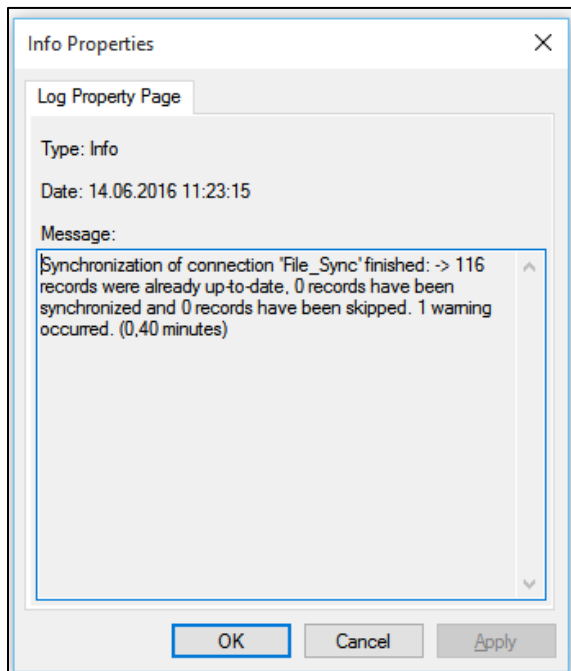 Info Properties
Log Property Page
Type: Info
Date: 14.06.2016 11:23:15
Message:
Synchronization of connection 'File_Sync' finished: -> 116
records were already up-to-date, 0 records have been
synchronized and 0 records have been skipped. 1 warning
occurred. (0,40 minutes)
OK Cancel Apply